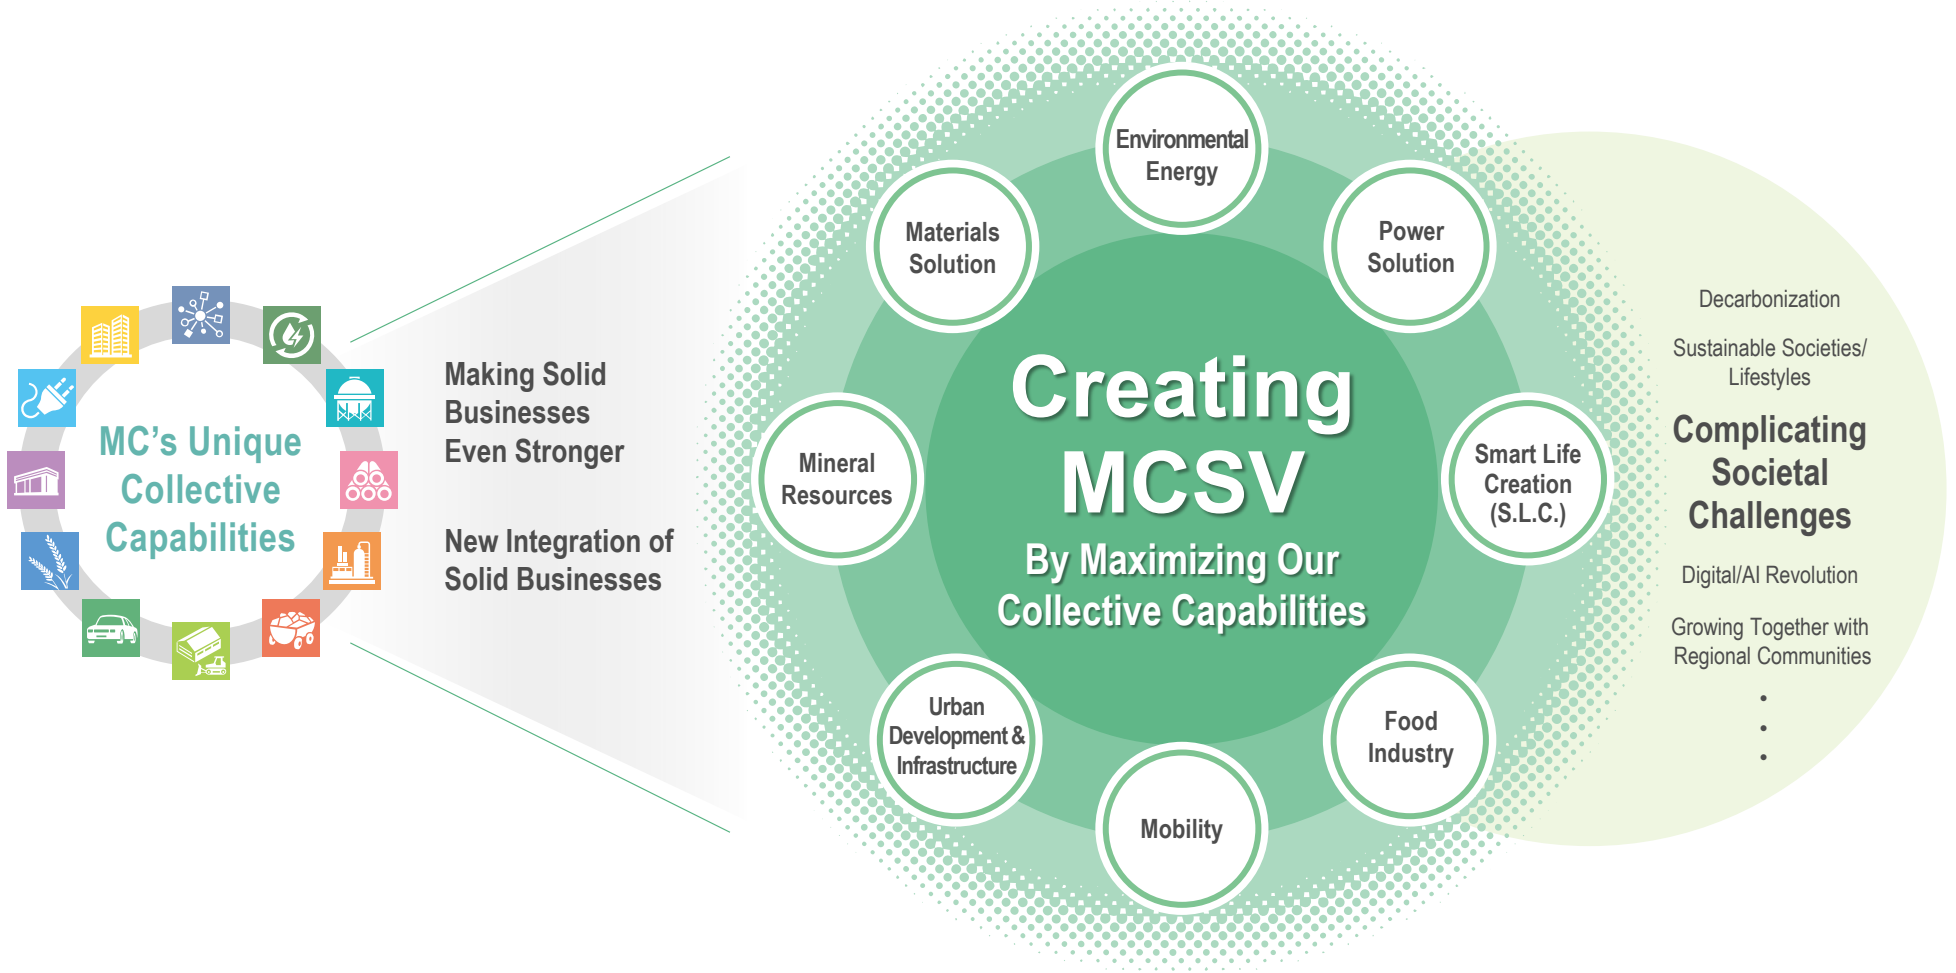 MC’s Unique
Collective
Capabilities
Making Solid
Businesses
Even Stronger
New Integration of
Solid Businesses
Environmental
Energy
Materials
Solution
Power
Solution
Mineral
Resources
Creating
MCSV
By Maximizing Our
Collective Capabilities
Smart Life
Creation
(S.L.C.)
Urban
Development &
Infrastructure
Food
Industry
Mobility
Decarbonization
Sustainable Societies/
Lifestyles
Complicating
Societal
Challenges
Digital/AI Revolution
Growing Together with
Regional Communities